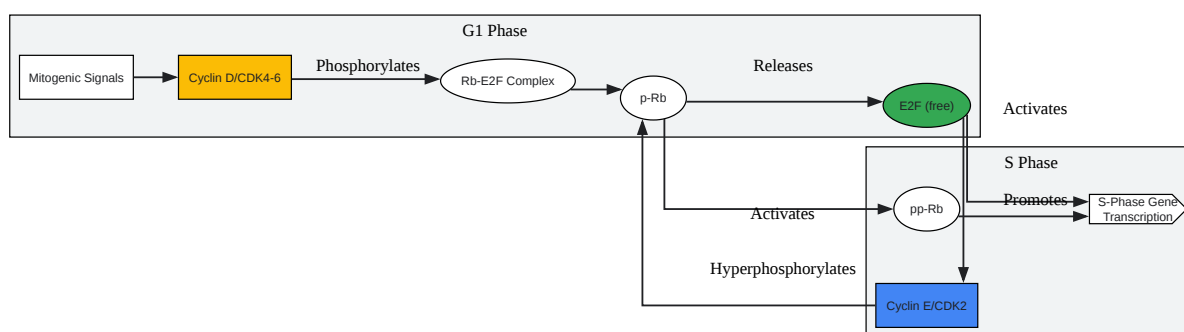 G1 Phase
Mitogenic Signals
Cyclin D/CDK4-6
Phosphorylates
Rb-E2F Complex
p-Rb
Releases
E2F (free)
Activates
S Phase
pp-Rb
Promotes
S-Phase Gene
Transcription
Activates
Hyperphosphorylates
Cyclin E/CDK2